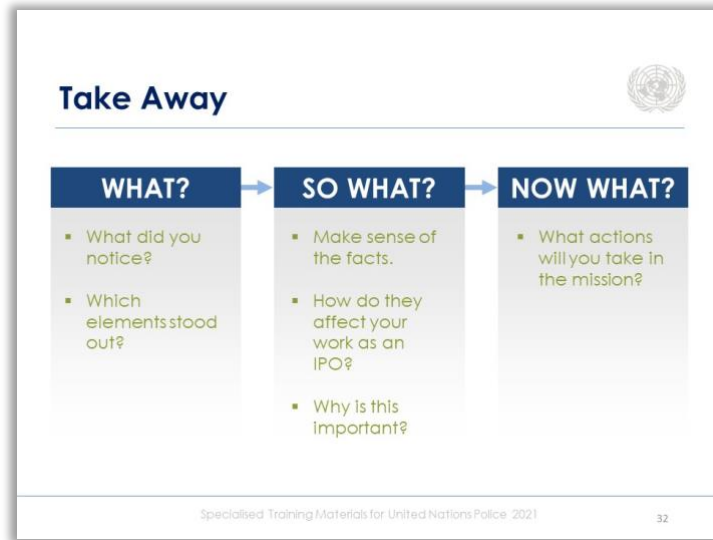 Take Away
WHAT?
▪ What did you
notice?
▪ Which
elements stood
out?
SO WHAT?
▪ Make sense of
the facts.
▪ How do they
affect your
work as an
IPO?
▪ Why is this
important?
NOW WHAT?
▪ What actions
will you take in
the mission?
Specialised Training Materials for United Nations Police 2021
32